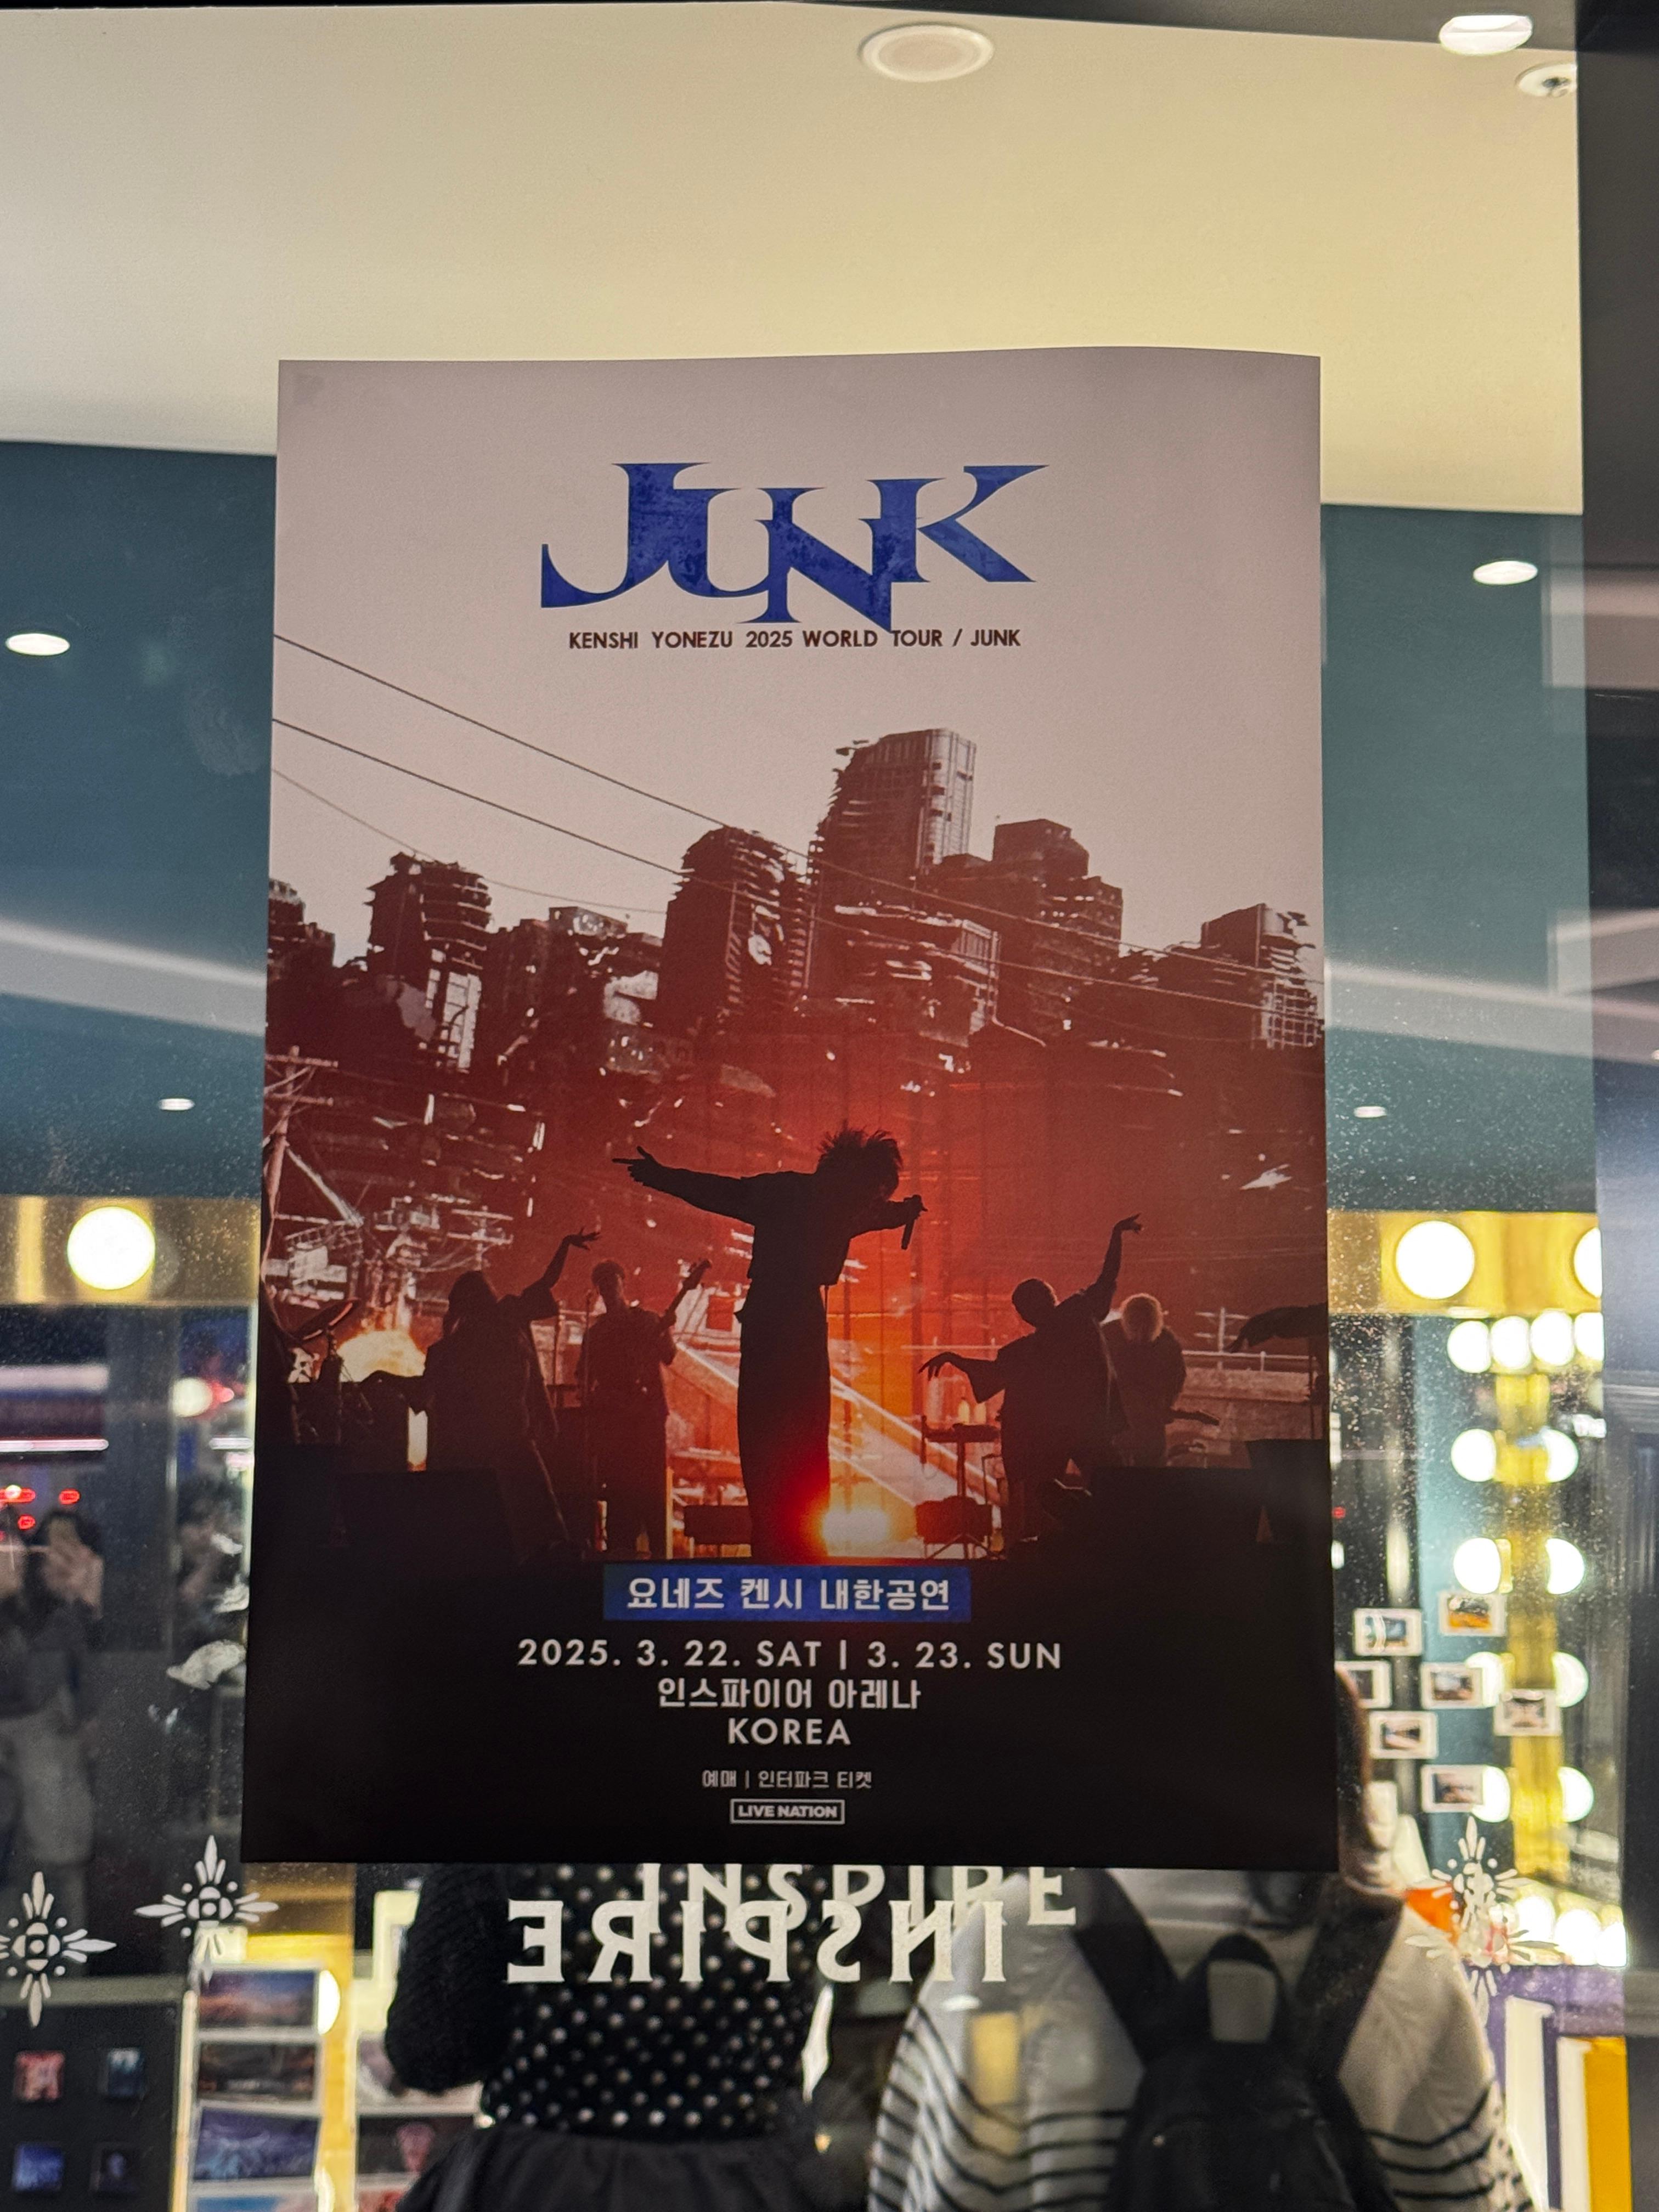 JUNK
KENSHI YONEZU 2025 WORLD TOUR / JUNK
요네즈 켄시 내한공연
2025. 3. 22. SAT | 3. 23. SUN
인스파이어 아레나
KOREA
예매 | 인터파크 티켓
LIVE NATION
INSPIRE
INSPIRE